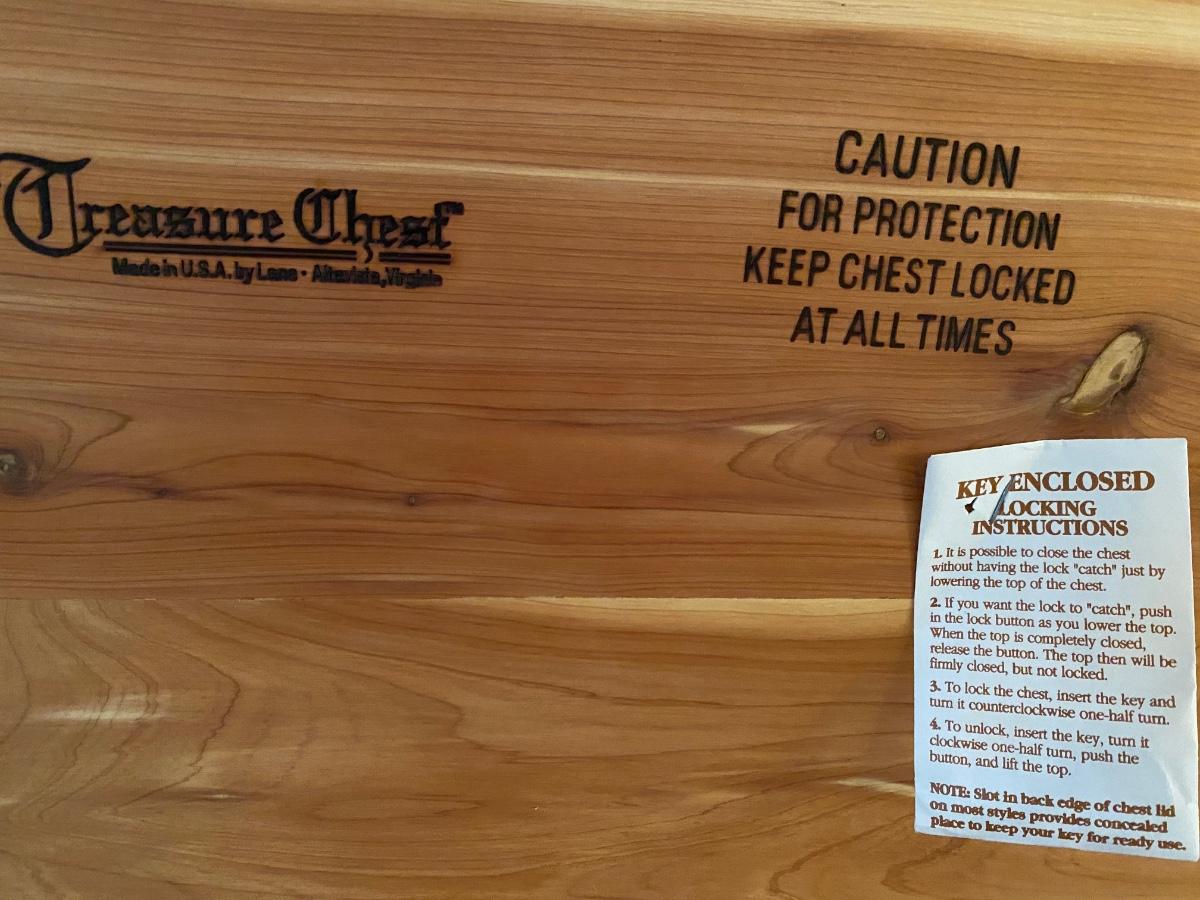 Treasure Chest™
Made in U.S.A. by Lane • Altavista, Virginia
CAUTION
FOR PROTECTION
KEEP CHEST LOCKED
AT ALL TIMES
KEY ENCLOSED
LOCKING
INSTRUCTIONS
1. It is possible to close the chest
without having the lock "catch" just by
lowering the top of the chest.
2. If you want the lock to "catch", push
in the lock button as you lower the top.
When the top is completely closed,
release the button. The top then will be
firmly closed, but not locked.
3. To lock the chest, insert the key and
turn it counterclockwise one-half turn.
4. To unlock, insert the key, turn it
clockwise one-half turn, push the
button, and lift the top.
NOTE: Slot in back edge of chest lid
on most styles provides concealed
place to keep your key for ready use.